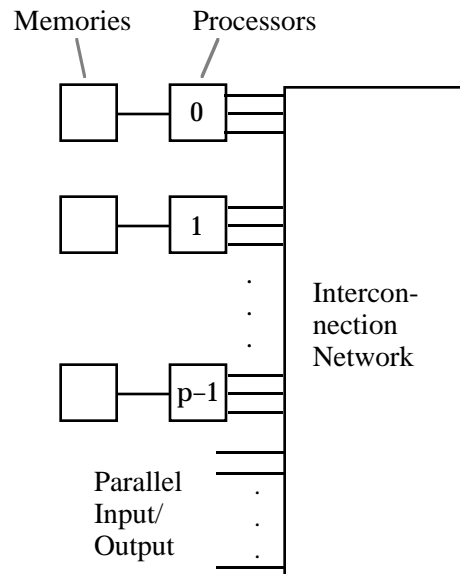 Memories
Processors
0
1
.
.
.
Intercon-
nection
Network
p−1
Parallel
Input/
Output
.
.
.